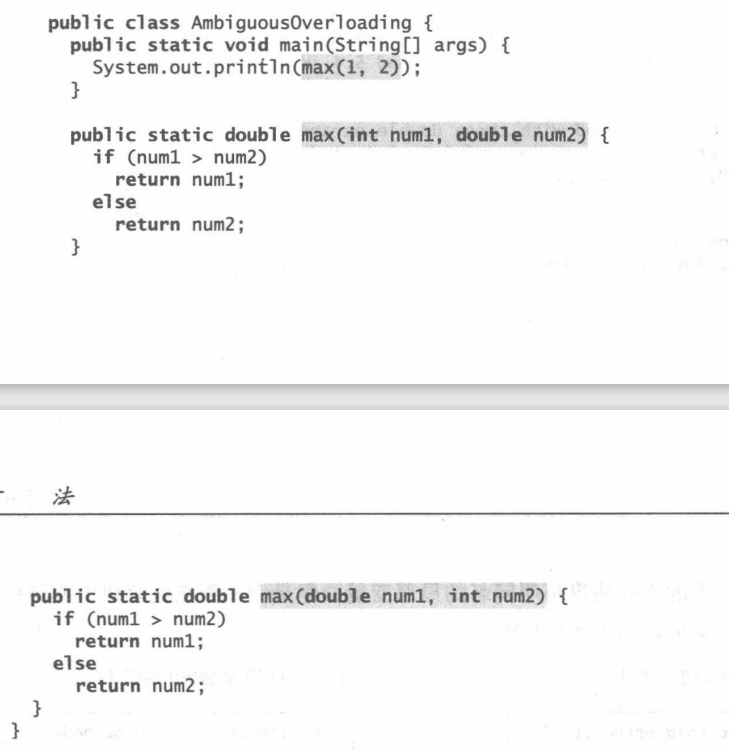 public class AmbiguousOverloading {
  public static void main(String[] args) {
    System.out.println(max(1, 2));
  }
  public static double max(int num1, double num2) {
    if (num1 > num2)
      return num1;
    else
      return num2;
  }
法
  public static double max(double num1, int num2) {
    if (num1 > num2)
      return num1;
    else
      return num2;
  }
}